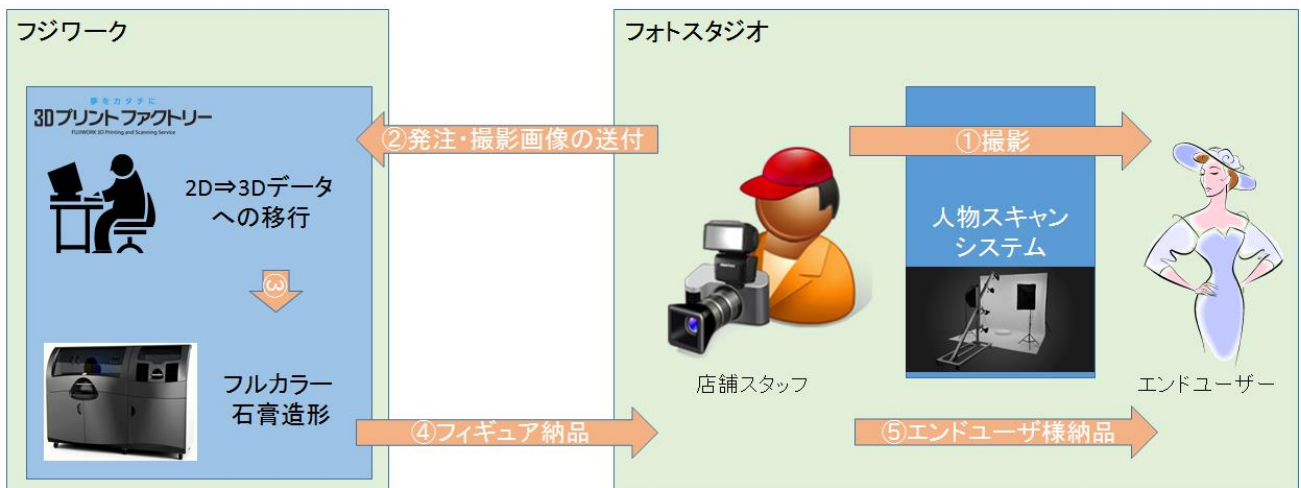 フジワーク
夢をカタチに
3Dプリントファクトリー
FUJIWORK 3D Printing and Scanning Service
2D⇒3Dデータ
への移行
③
フルカラー
石膏造形
②発注・撮影画像の送付
④フィギュア納品
フォトスタジオ
①撮影
人物スキャン
システム
店舗スタッフ
エンドユーザー
⑤エンドユーザ様納品